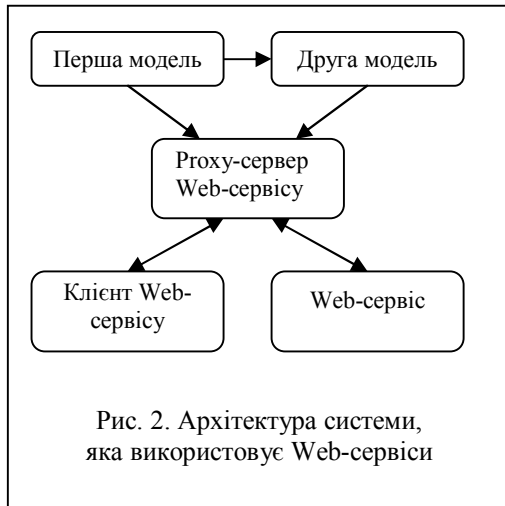 Перша модель
Друга модель
Proxy-сервер
Web-сервісу
Клієнт Web-
сервісу
Web-сервіс
Рис. 2. Архітектура системи,
яка використовує Web-сервіси